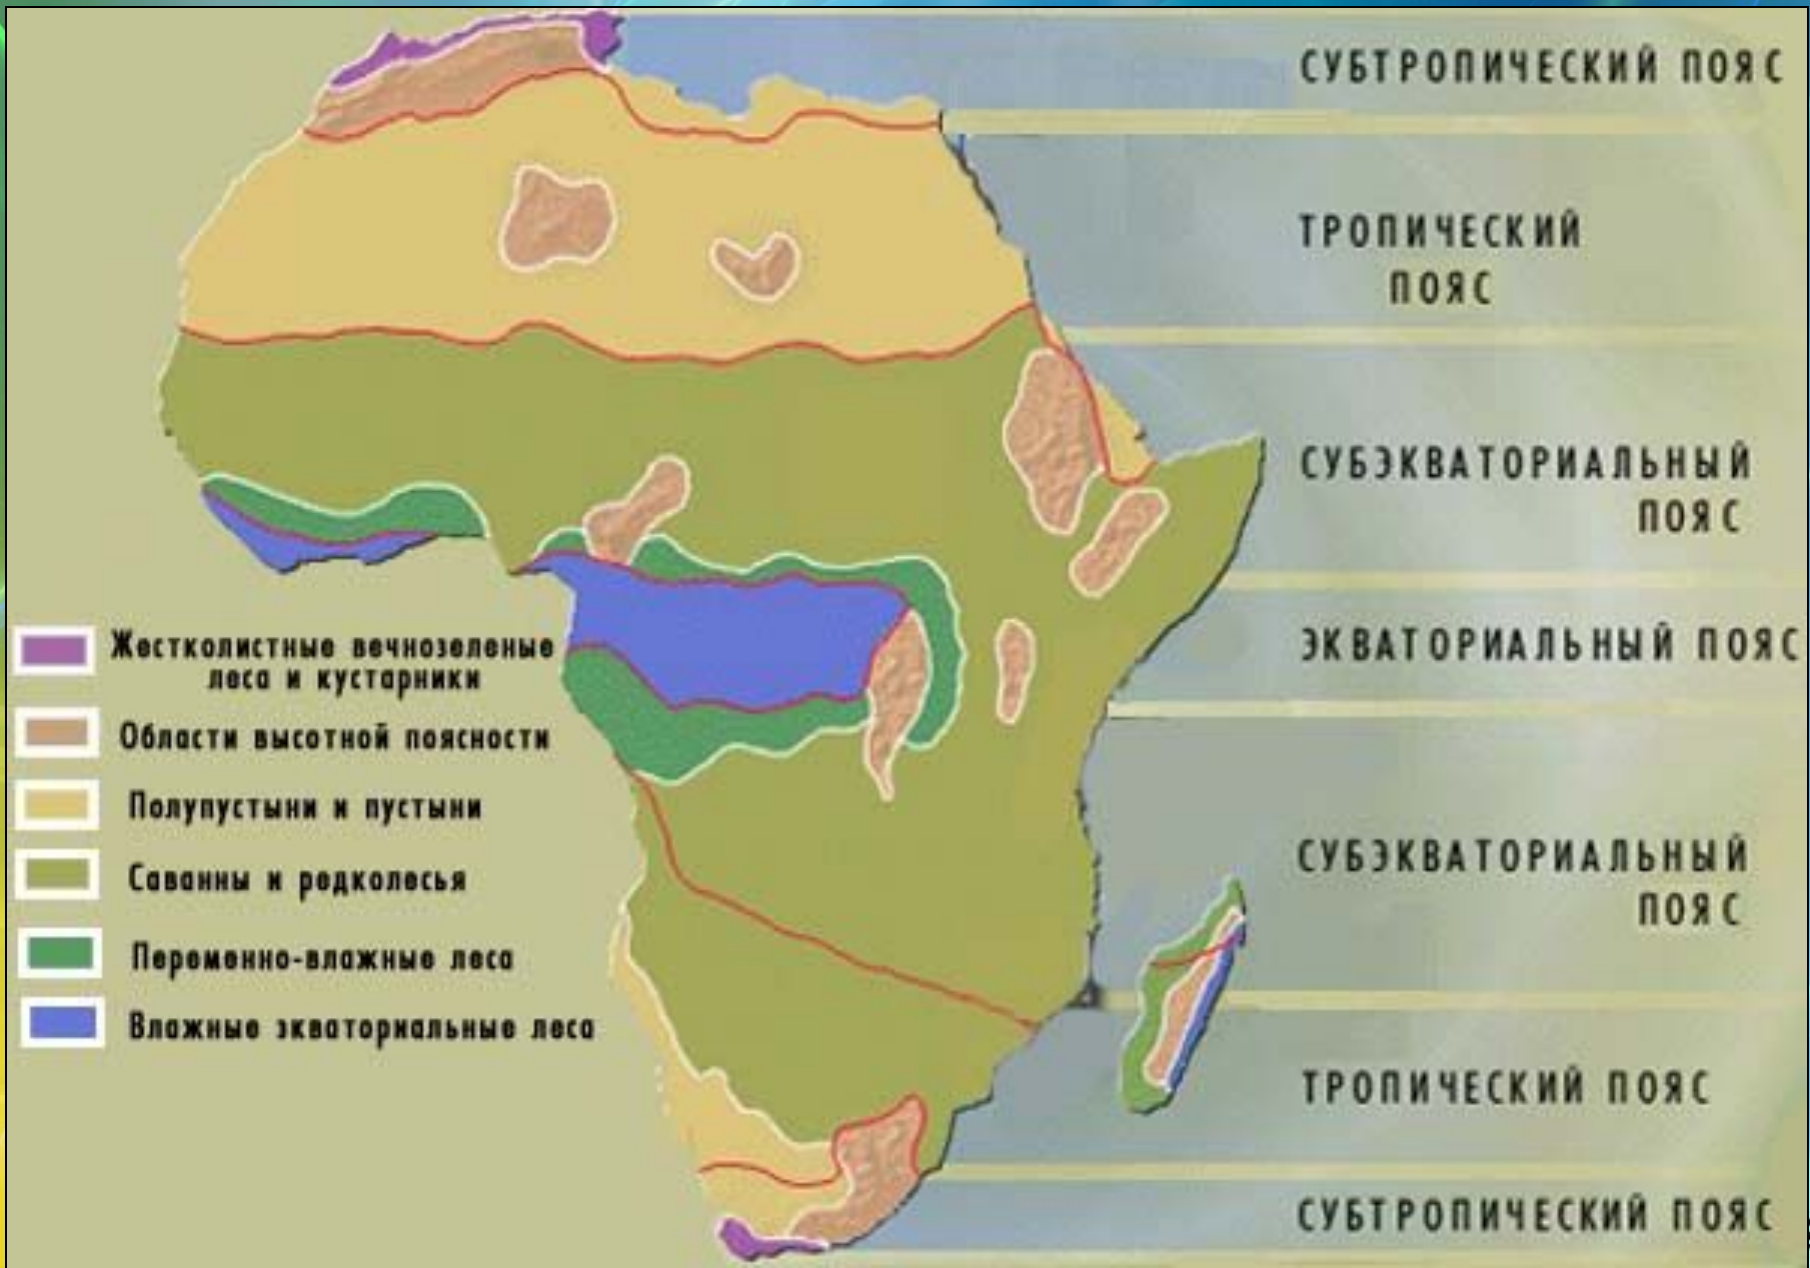 СУБТРОПИЧЕСКИЙ ПОЯС
ТРОПИЧЕСКИЙ
ПОЯС
СУБЭКВАТОРИАЛЬНЫЙ
ПОЯС
ЭКВАТОРИАЛЬНЫЙ ПОЯС
СУБЭКВАТОРИАЛЬНЫЙ
ПОЯС
ТРОПИЧЕСКИЙ ПОЯС
СУБТРОПИЧЕСКИЙ ПОЯС
Жестколистные вечнозеленые
леса и кустарники
Области высотной поясности
Полупустыни и пустыни
Саванны и редколесья
Переменно-влажные леса
Влажные экваториальные леса